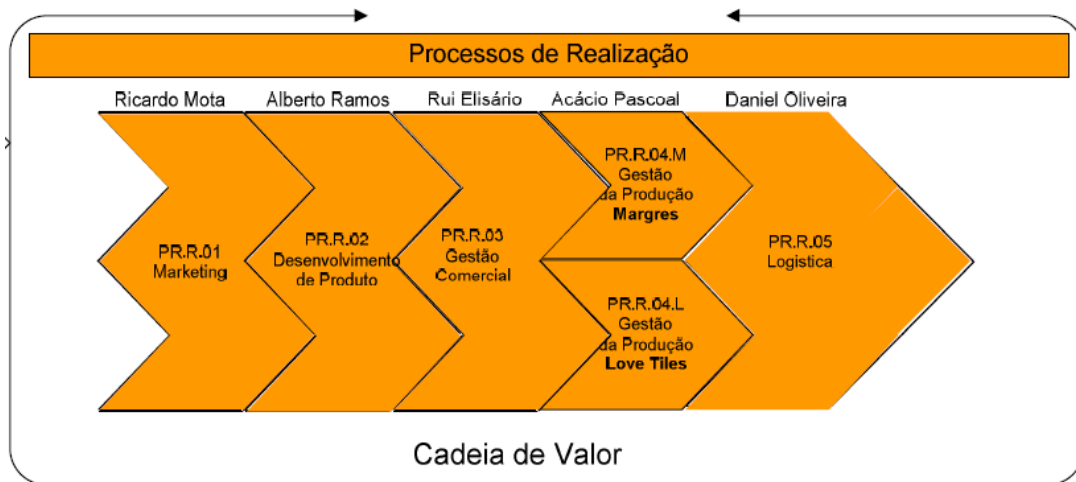 Processos de Realização
Ricardo Mota
Alberto Ramos
Rui Elisário
Acácio Pascoal
Daniel Oliveira
PR.R.01
Marketing
PR.R.02
Desenvolvimento
de Produto
PR.R.03
Gestão
Comercial
PR.R.04.M
Gestão
da Produção
Margres
PR.R.04.L
Gestão
da Produção
Love Tiles
PR.R.05
Logistica
Cadeia de Valor